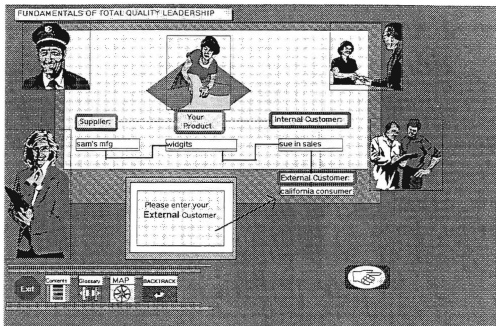 FUNDAMENTALS OF TOTAL QUALITY LEADERSHIP
Supplier:
Your
Product
Internal Customer:
sam's mfg
widgits
sue in sales
External Customer:
california consumer
Please enter your
External Customer
Exit
Contents
Glossary
MAP
BACKTRACK